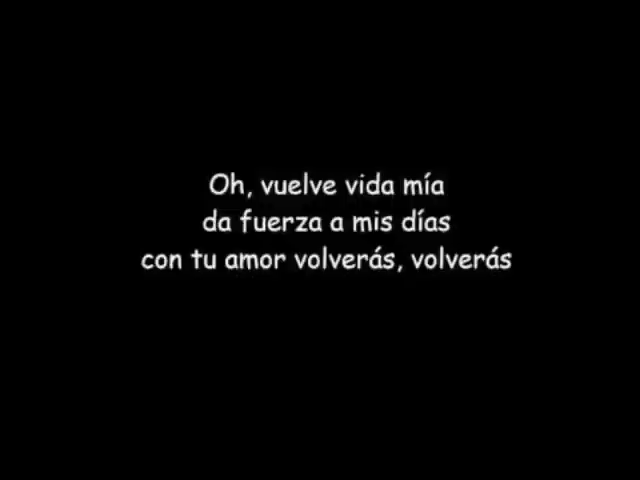 Oh, vuelve vida mía
da fuerza a mis días
con tu amor volverás, volverás